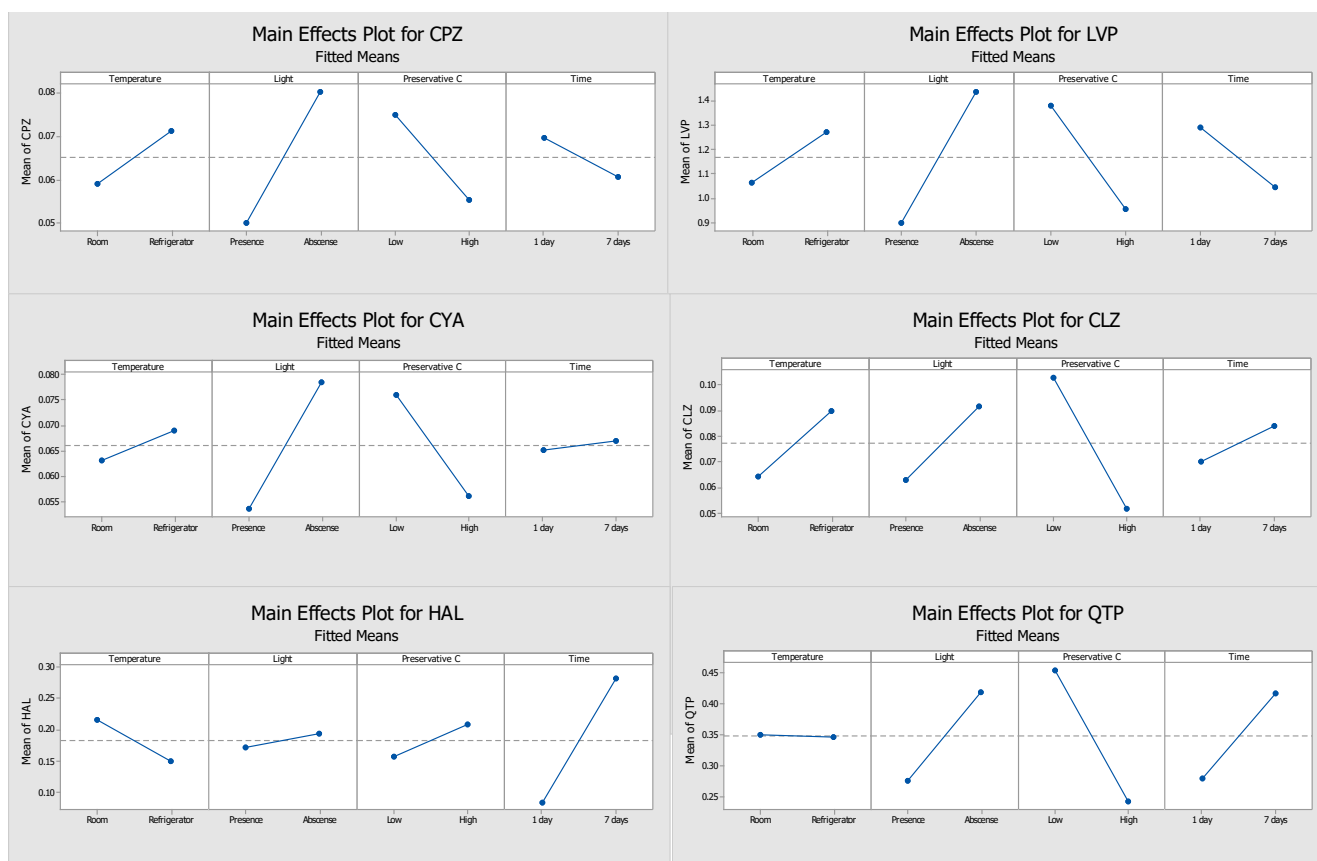 Main Effects Plot for CPZ
Fitted Means
Temperature Light Preservative C Time
Mean of CPZ
0.08
0.07
0.06
0.05
Room Refrigerator Presence Abscense Low High 1 day 7 days
Main Effects Plot for LVP
Fitted Means
Temperature Light Preservative C Time
Mean of LVP
1.4
1.3
1.2
1.1
1.0
0.9
Room Refrigerator Presence Abscense Low High 1 day 7 days
Main Effects Plot for CYA
Fitted Means
Temperature Light Preservative C Time
Mean of CYA
0.080
0.075
0.070
0.065
0.060
0.055
Room Refrigerator Presence Abscense Low High 1 day 7 days
Main Effects Plot for CLZ
Fitted Means
Temperature Light Preservative C Time
Mean of CLZ
0.10
0.09
0.08
0.07
0.06
0.05
Room Refrigerator Presence Abscense Low High 1 day 7 days
Main Effects Plot for HAL
Fitted Means
Temperature Light Preservative C Time
Mean of HAL
0.30
0.25
0.20
0.15
0.10
Room Refrigerator Presence Abscense Low High 1 day 7 days
Main Effects Plot for QTP
Fitted Means
Temperature Light Preservative C Time
Mean of QTP
0.45
0.40
0.35
0.30
0.25
Room Refrigerator Presence Abscense Low High 1 day 7 days